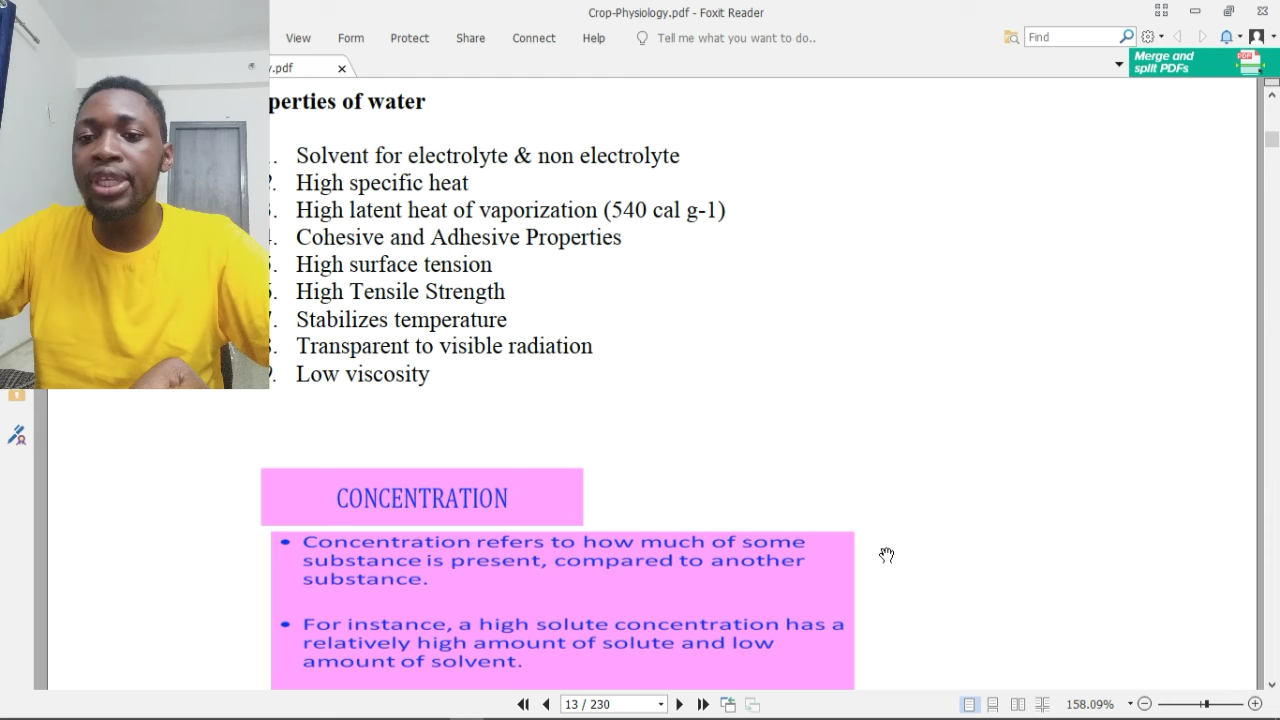 Crop-Physiology.pdf - Foxit Reader
View Form Protect Share Connect Help Tell me what you want to do..
Find
.pdf
Merge and
split PDFs
PDF
perties of water
. Solvent for electrolyte & non electrolyte
. High specific heat
. High latent heat of vaporization (540 cal g-1)
. Cohesive and Adhesive Properties
. High surface tension
. High Tensile Strength
. Stabilizes temperature
. Transparent to visible radiation
. Low viscosity
CONCENTRATION
• Concentration refers to how much of some
substance is present, compared to another
substance.
• For instance, a high solute concentration has a
relatively high amount of solute and low
amount of solvent.
13 / 230
158.09%